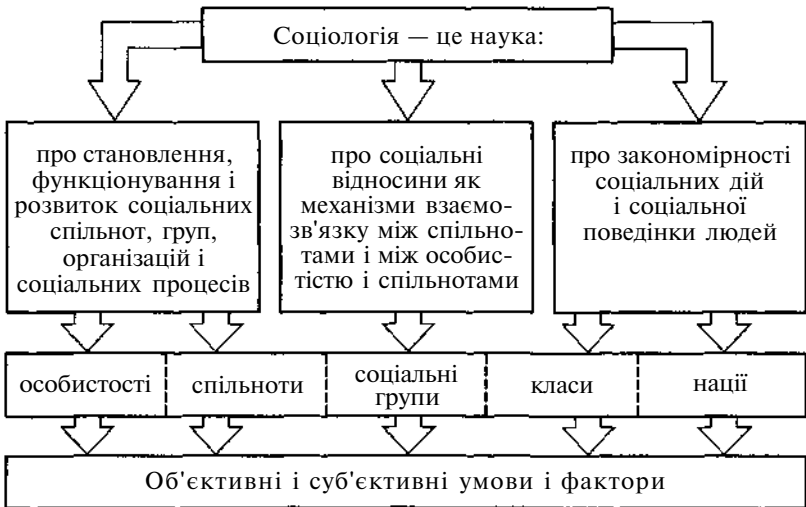 Соціологія — це наука:
про становлення,
функціонування і
розвиток соціальних
спільнот, груп,
організацій і
соціальних процесів
про соціальні
відносини як
механізми взаємо-
зв'язку між спільно-
тами і між особис-
тістю і спільнотами
про закономірності
соціальних дій
і соціальної
поведінки людей
особистості
спільноти
соціальні
групи
класи
нації
Об'єктивні і суб'єктивні умови і фактори